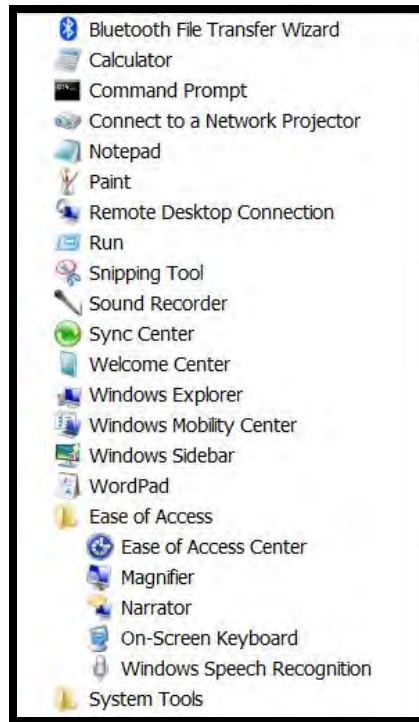 Bluetooth File Transfer Wizard
Calculator
Command Prompt
Connect to a Network Projector
Notepad
Paint
Remote Desktop Connection
Run
Snipping Tool
Sound Recorder
Sync Center
Welcome Center
Windows Explorer
Windows Mobility Center
Windows Sidebar
WordPad
Ease of Access
Ease of Access Center
Magnifier
Narrator
On-Screen Keyboard
Windows Speech Recognition
System Tools